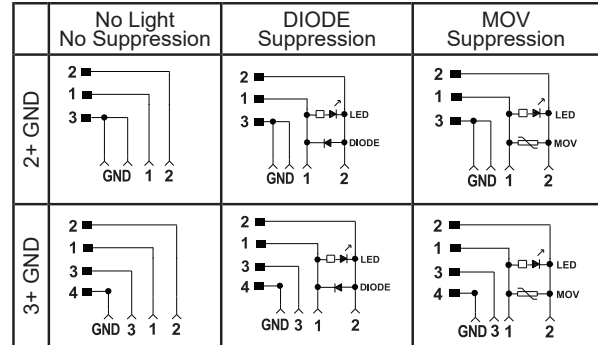 No Light
No Suppression
DIODE
Suppression
MOV
Suppression
2+ GND
2
1
3
GND 1 2
2
1
3
LED
DIODE
GND 1 2
2
1
3
LED
MOV
GND 1 2
3+ GND
2
1
3
4
GND 3 1 2
2
1
3
4
LED
DIODE
GND 3 1 2
2
1
3
4
LED
MOV
GND 3 1 2